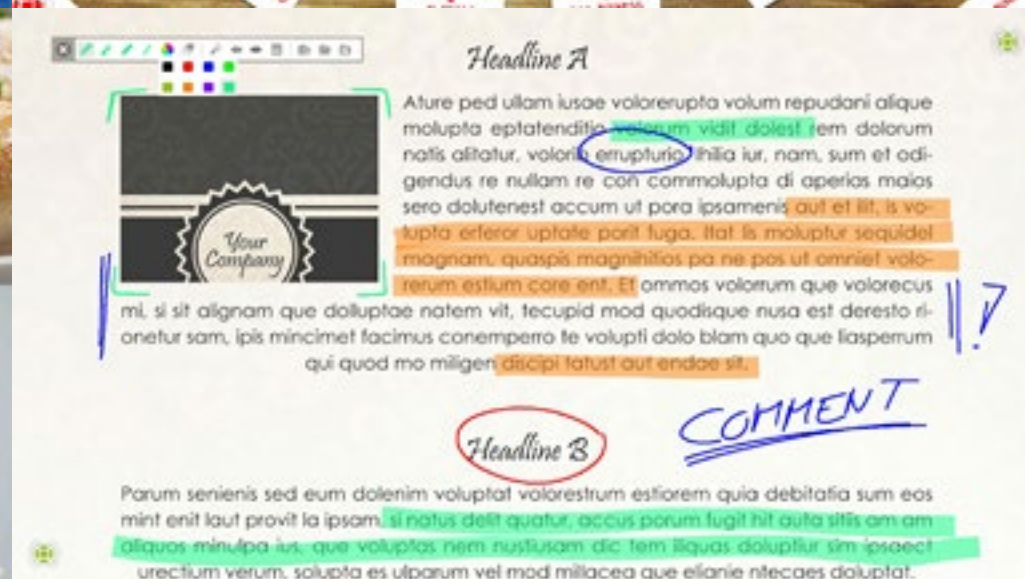 Headline A
Ature ped ullam iusae volorerupta volum repudani alique
molupta eptatenditio volorum vidit dolest rem dolorum
natis alitatur, volorio errupturio ihilia iur, nam, sum et odi-
gendus re nullam re con commolupta di aperias maios
sero dolutenest accum ut pora ipsamenis aut et lit, is vo-
lupta erferor uptate porit fuga. Itat lis moluptur sequidel
magnam, quaspis magnihitios pa ne pos ut omniet volo-
rerum estium core ent. Et ommos volorrum que volorecus
Your
Company
mi, si sit alignam que dolluptae natem vit, tecupid mod quodisque nusa est deresto ri-
onetur sam, ipis mincimet facimus conemperro te volupti dolo blam quo que liasperrum
qui quod mo miligen discipi tatust aut endae sit.
!?
COMMENT
Headline B
Parum senienis sed eum dolenim voluptat volorestrum estiorem quia debitatia sum eos
mint enit laut provit la ipsam, si natus delit quatur, accus porum fugit hit auta sitiis am am
aliquos minulpa ius, que voluptas nem nustiusam dic tem iliquas doluptiur sim ipsaect
urectium verum, solupta es ulparum vel mod millacea que elianie ntecaes doluptat.